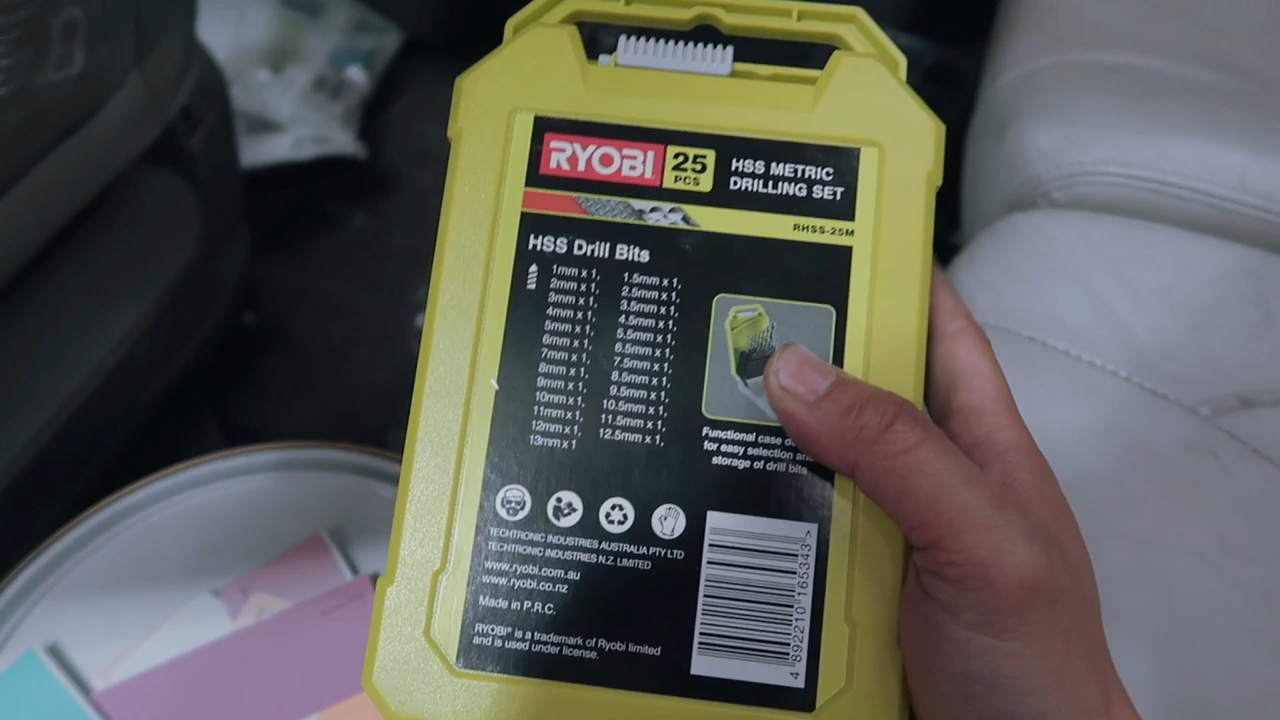 RYOBI 25 PCS
HSS METRIC
DRILLING SET
RHSS-25M
HSS Drill Bits
1mm x 1, 1.5mm x 1,
2mm x 1, 2.5mm x 1,
3mm x 1, 3.5mm x 1,
4mm x 1, 4.5mm x 1,
5mm x 1, 5.5mm x 1,
6mm x 1, 6.5mm x 1,
7mm x 1, 7.5mm x 1,
8mm x 1, 8.5mm x 1,
9mm x 1, 9.5mm x 1,
10mm x 1, 10.5mm x 1,
11mm x 1, 11.5mm x 1,
12mm x 1, 12.5mm x 1,
13mm x 1
Functional case
for easy selection and
storage of drill bits
TECHTRONIC INDUSTRIES AUSTRALIA PTY LTD
TECHTRONIC INDUSTRIES N.Z. LIMITED
www.ryobi.com.au
www.ryobi.co.nz
Made in P.R.C.
RYOBI® is a trademark of Ryobi limited
and is used under license.
4 892210 165343 >